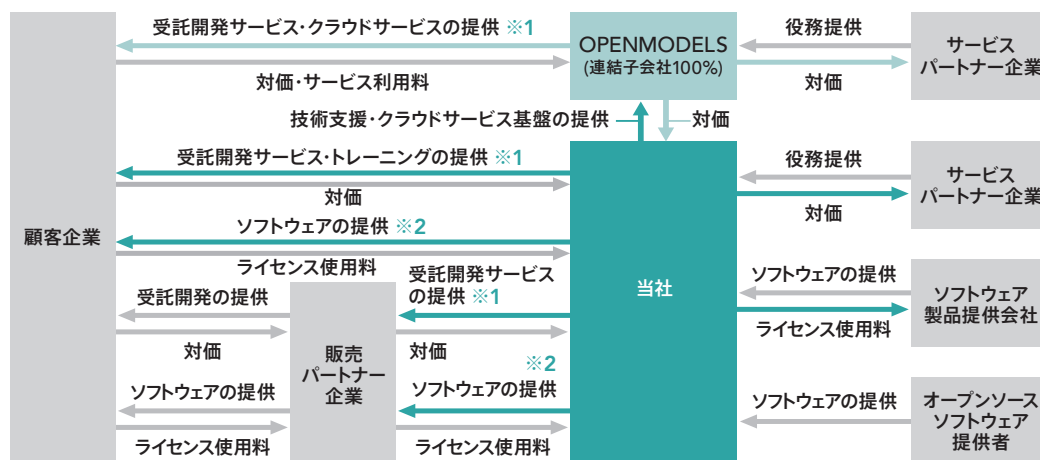 受託開発サービス・クラウドサービスの提供 ※1
対価・サービス利用料
OPENMODELS
(連結子会社100%)
役務提供
対価
サービス
パートナー企業
技術支援・クラウドサービス基盤の提供
対価
受託開発サービス・トレーニングの提供 ※1
対価
役務提供
対価
サービス
パートナー企業
顧客企業
ソフトウェアの提供 ※2
ライセンス使用料
当社
受託開発サービス
の提供 ※1
対価
受託開発の提供
対価
販売
パートナー
企業
ソフトウェアの提供
ライセンス使用料
ソフトウェア
製品提供会社
※2
ソフトウェアの提供
ライセンス使用料
ソフトウェアの提供
ライセンス使用料
ソフトウェアの提供
オープンソース
ソフトウェア
提供者